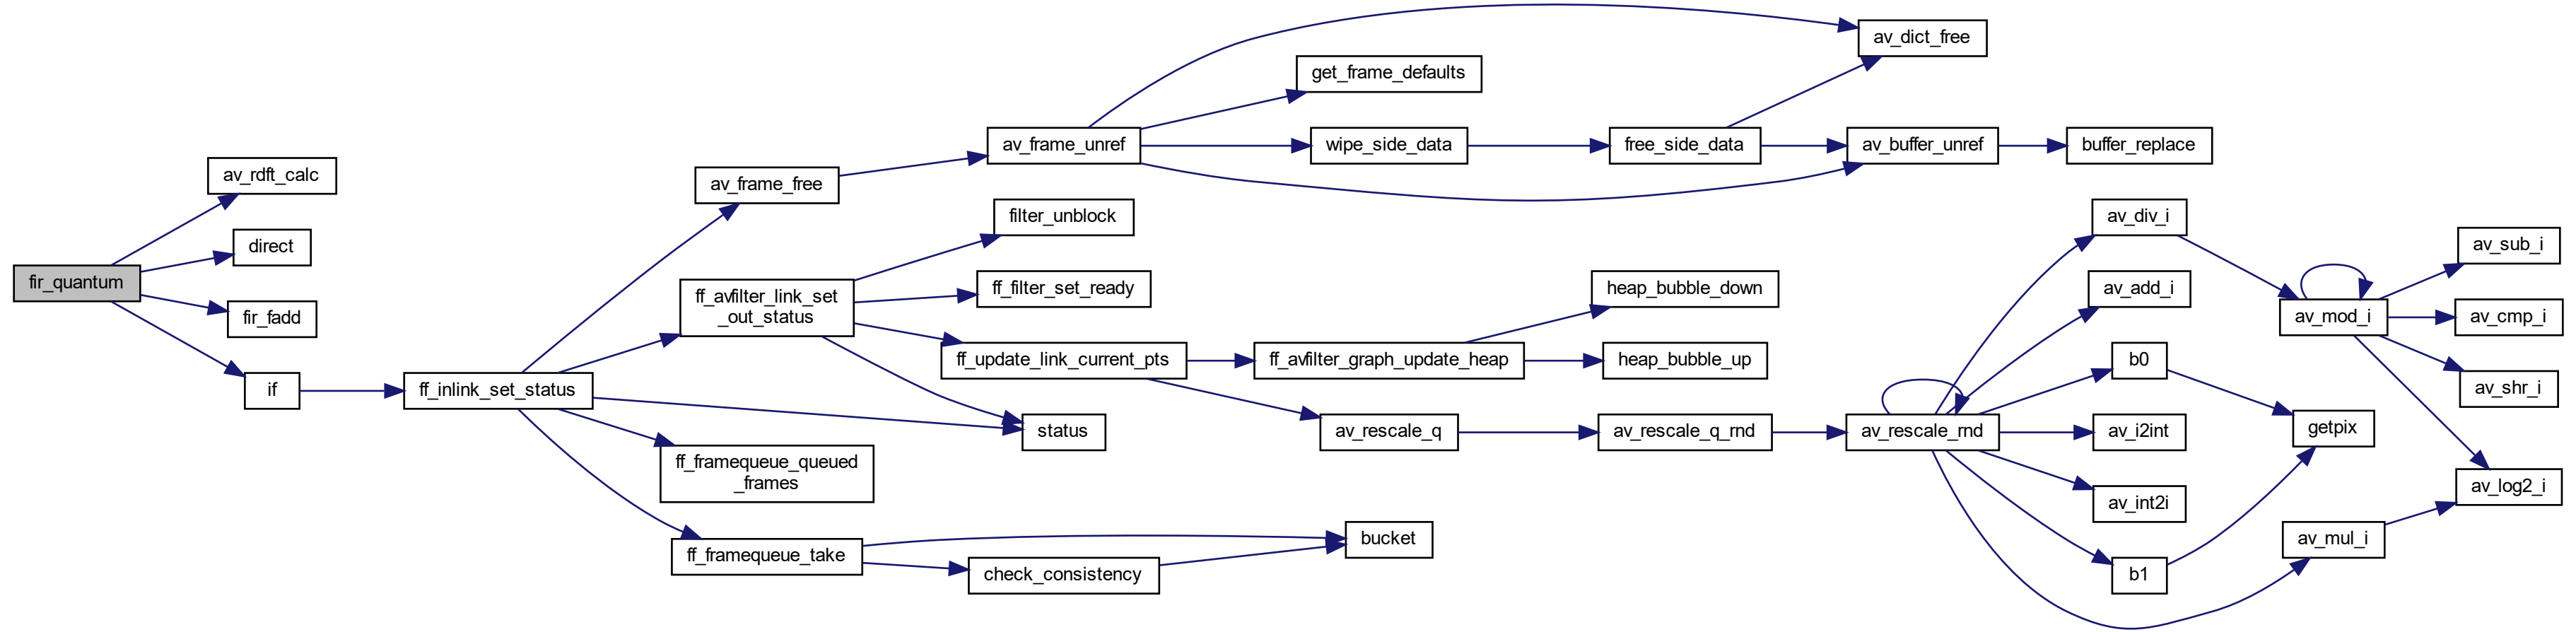 fir_quantum
av_rdft_calc
direct
fir_fadd
if
ff_inlink_set_status
av_frame_free
ff_avfilter_link_set
_out_status
ff_framequeue_queued
_frames
ff_framequeue_take
av_frame_unref
filter_unblock
ff_filter_set_ready
ff_update_link_current_pts
status
check_consistency
bucket
get_frame_defaults
wipe_side_data
ff_avfilter_graph_update_heap
av_rescale_q
free_side_data
heap_bubble_down
heap_bubble_up
av_rescale_q_rnd
av_dict_free
av_buffer_unref
av_rescale_rnd
buffer_replace
av_div_i
av_add_i
b0
av_i2int
av_int2i
b1
av_mod_i
getpix
av_mul_i
av_sub_i
av_cmp_i
av_shr_i
av_log2_i